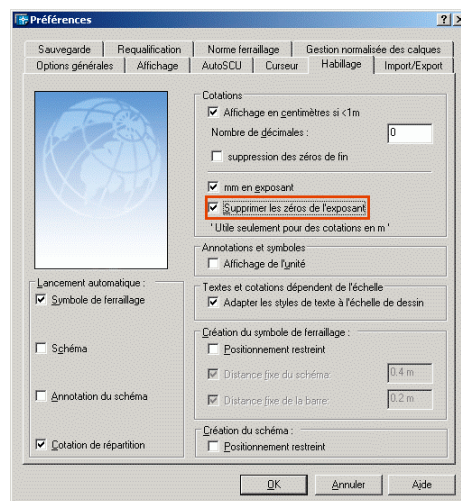 Préférences
Sauvegarde Requalification Norme ferraillage Gestion normalisée des calques
Options générales Affichage AutoSCU Curseur Habillage Import/Export
Cotations
Affichage en centimètres si <1m
Nombre de décimales : 0
suppression des zéros de fin
mm en exposant
Supprimer les zéros de l'exposant
' Utile seulement pour des cotations en m '
Annotations et symboles
Affichage de l'unité
Textes et cotations dépendent de l'échelle
Adapter les styles de texte à l'échelle de dessin
Lancement automatique :
Symbole de ferraillage
Schéma
Annotation du schéma
Cotation de répartition
Création du symbole de ferraillage :
Positionnement restreint
Distance fixe du schéma: 0.4 m
Distance fixe de la barre: 0.2 m
Création du schéma :
Positionnement restreint
OK Annuler Aide